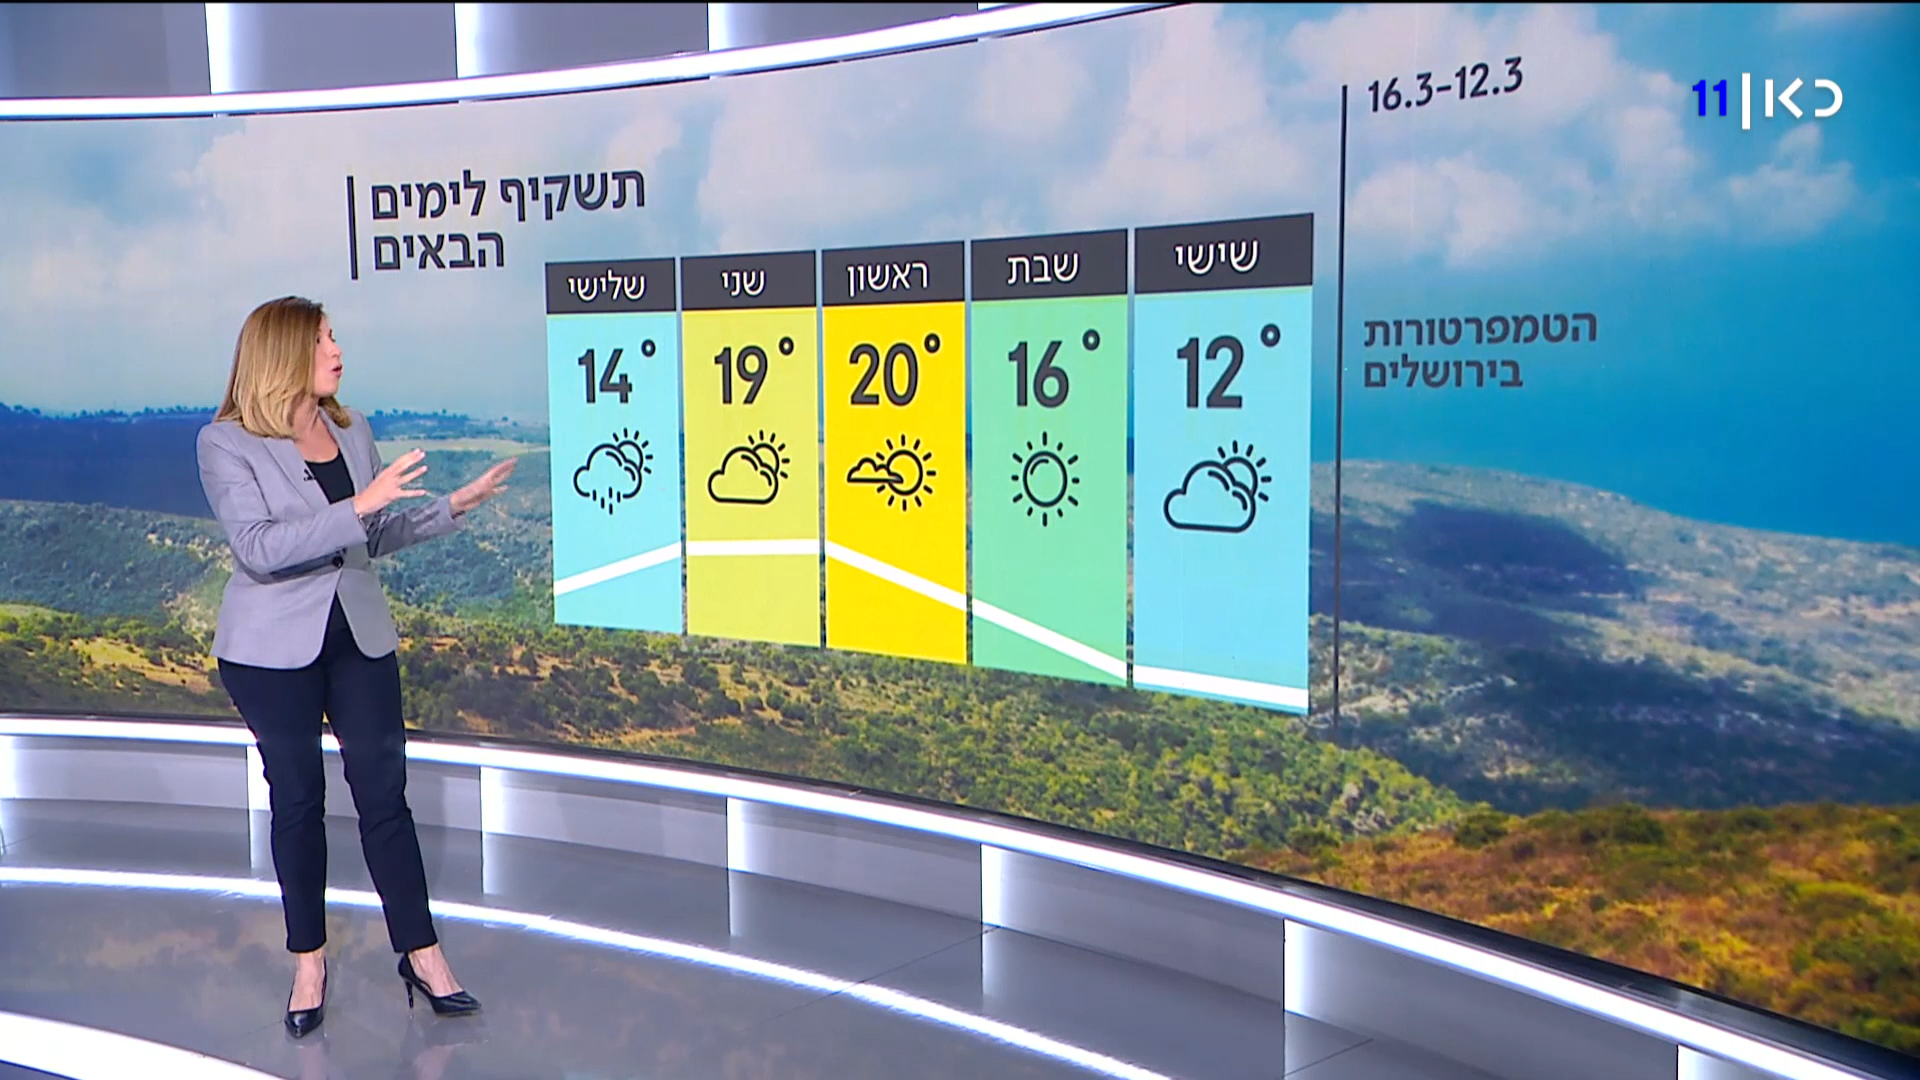 תשקיף לימים
הבאים
16.3-12.3
הטמפרטורות
בירושלים
שישי
שבת
ראשון
שני
שלישי
12°
16°
20°
19°
14°
כאן | 11